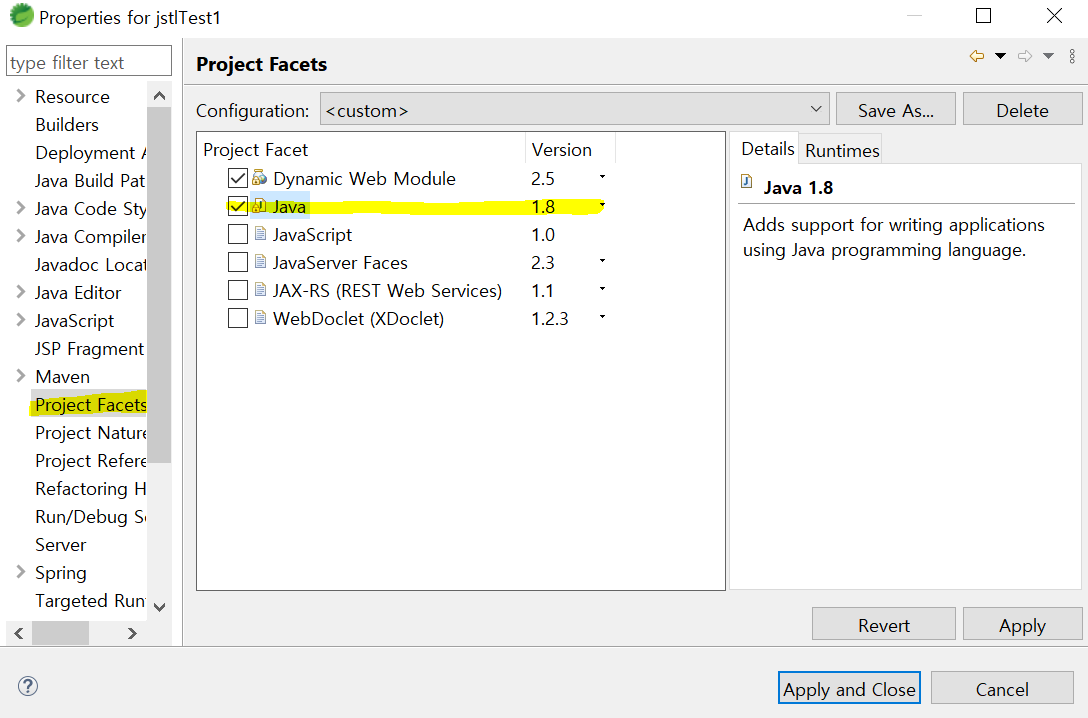 Properties for jstlTest1
type filter text
Resource
Builders
Deployment A
Java Build Pat
Java Code Sty
Java Compiler
Javadoc Locat
Java Editor
JavaScript
JSP Fragment
Maven
Project Facets
Project Nature
Project Refere
Refactoring H
Run/Debug Se
Server
Spring
Targeted Run
Project Facets
Configuration: <custom> Save As... Delete
Project Facet Version
Dynamic Web Module 2.5
Java 1.8
JavaScript 1.0
JavaServer Faces 2.3
JAX-RS (REST Web Services) 1.1
WebDoclet (XDoclet) 1.2.3
Details Runtimes
Java 1.8
Adds support for writing applications
using Java programming language.
Revert Apply
? Apply and Close Cancel